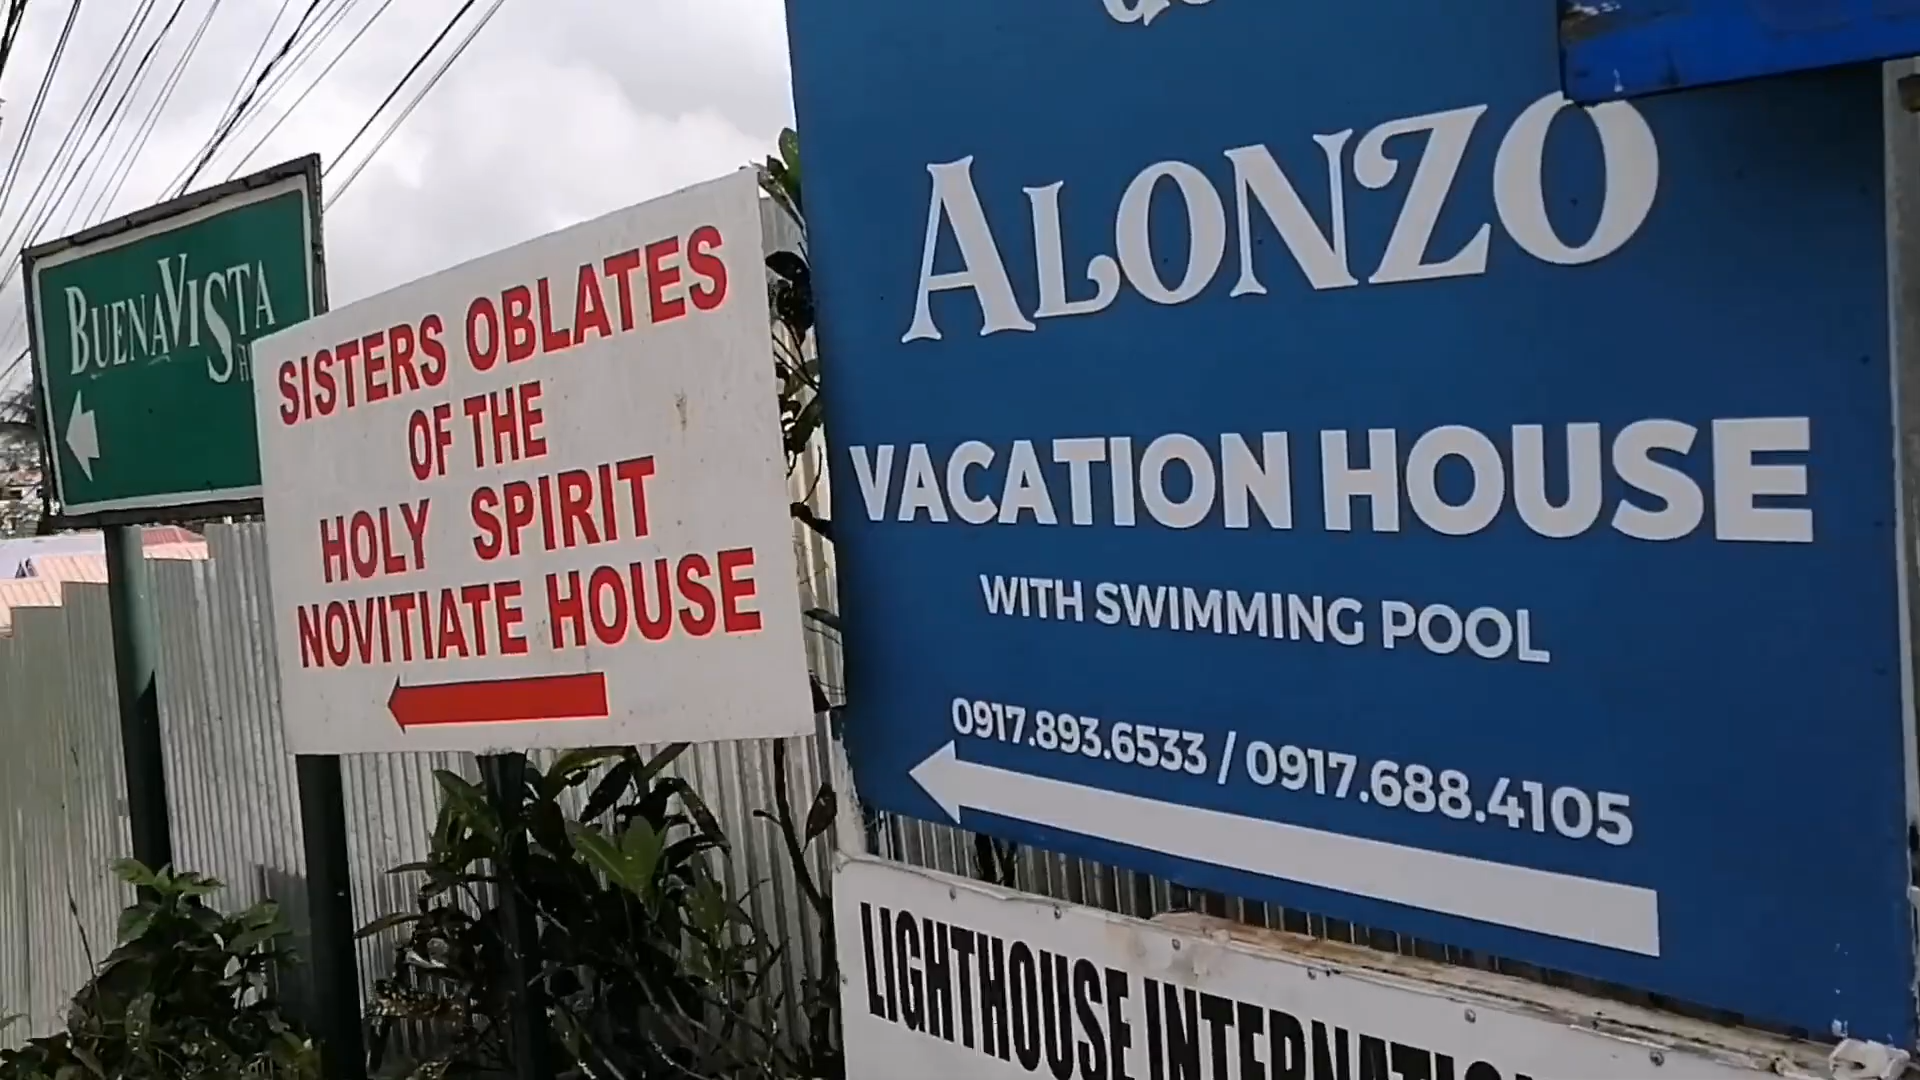 BUENAVISTA
SISTERS OBLATES
OF THE
HOLY SPIRIT
NOVITIATE HOUSE
ALONZO
VACATION HOUSE
WITH SWIMMING POOL
0917.893.6533 / 0917.688.4105
LIGHTHOUSE